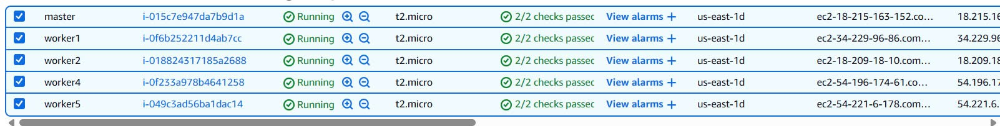 master i-015c7e947da7b9d1a Running t2.micro 2/2 checks passec View alarms + us-east-1d ec2-18-215-163-152.co... 18.215.16
worker1 i-0f6b252211d4ab7cc Running t2.micro 2/2 checks passec View alarms + us-east-1d ec2-34-229-96-86.com... 34.229.96
worker2 i-018824317185a2688 Running t2.micro 2/2 checks passec View alarms + us-east-1d ec2-18-209-18-10.com... 18.209.18
worker4 i-0f233a978b4641258 Running t2.micro 2/2 checks passec View alarms + us-east-1d ec2-54-196-174-61.co... 54.196.17
worker5 i-049c3ad56ba1dac14 Running t2.micro 2/2 checks passec View alarms + us-east-1d ec2-54-221-6-178.com... 54.221.6.